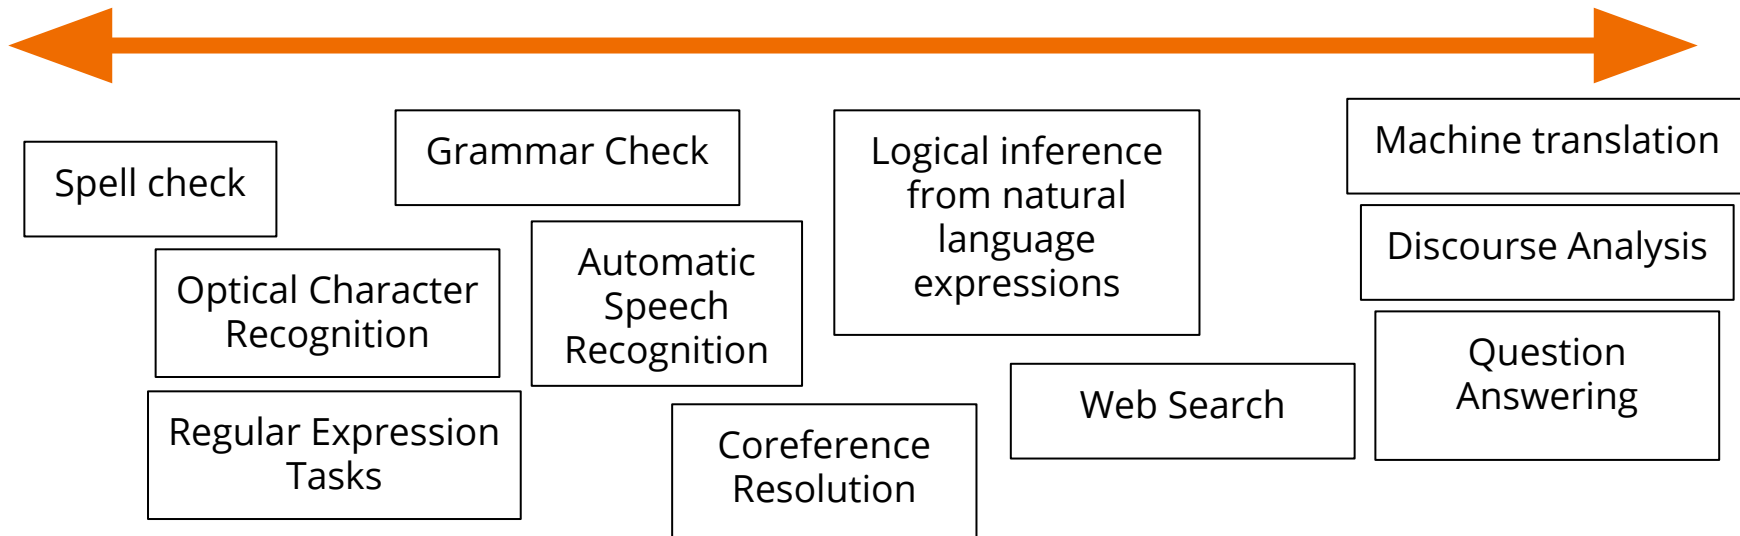 Spell check
Optical Character
Recognition
Regular Expression
Tasks
Grammar Check
Automatic
Speech
Recognition
Coreference
Resolution
Logical inference
from natural
language
expressions
Web Search
Machine translation
Discourse Analysis
Question
Answering